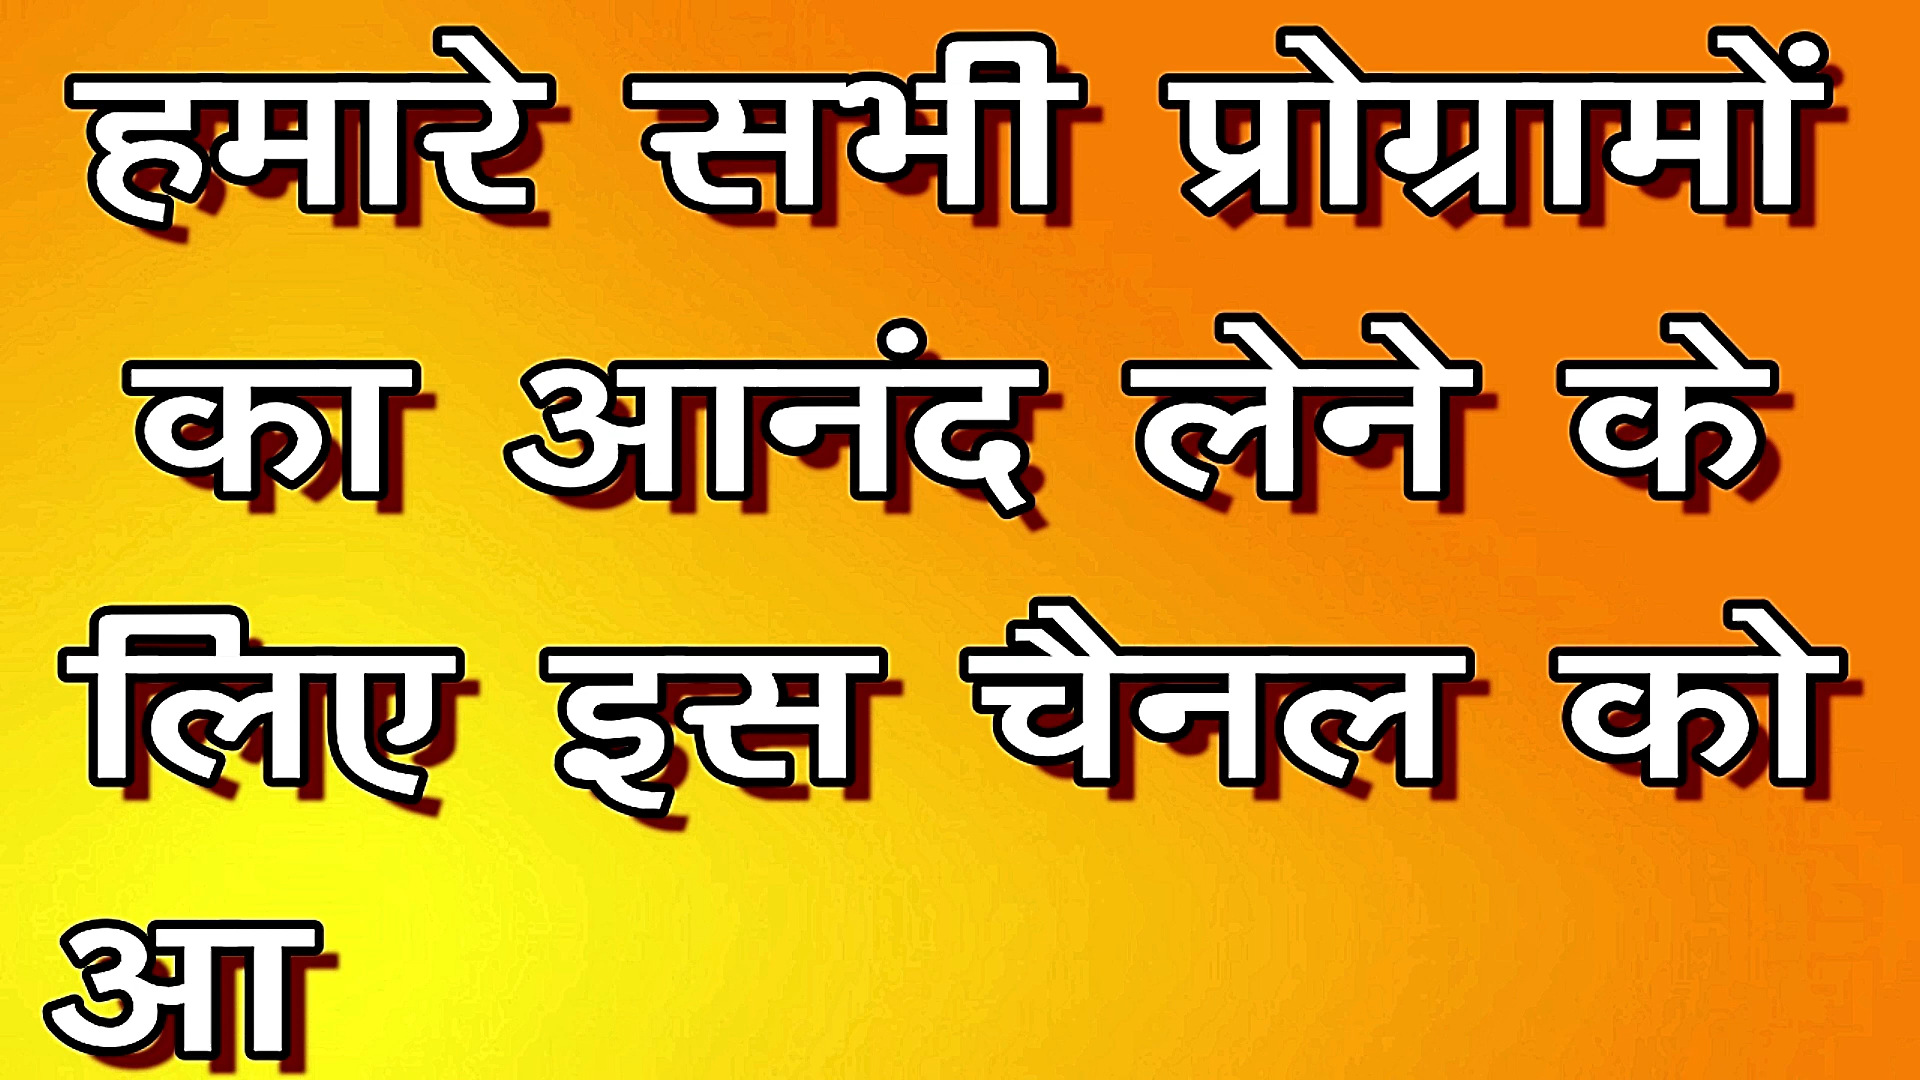 हमारे सभी प्रोग्रामों
का आनंद लेने के
लिए इस चैनल को
आ